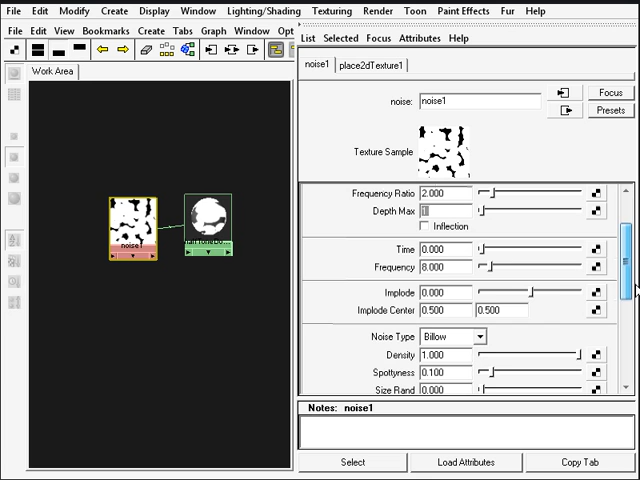 File Edit Modify Create Display Window Lighting/Shading Texturing Render Toon Paint Effects Fur Help
File Edit View Bookmarks Create Tabs Graph Window Opt
List Selected Focus Attributes Help
Work Area
noise1 place2dTexture1
noise: noise1
Focus
Presets
Texture Sample
Frequency Ratio 2.000
Depth Max 1
Inflection
Time 0.000
Frequency 8.000
Implode 0.000
Implode Center 0.500 0.500
Noise Type Billow
Density 1.000
Spottyness 0.100
Size Rand 0.000
noise1
Notes: noise1
Select Load Attributes Copy Tab